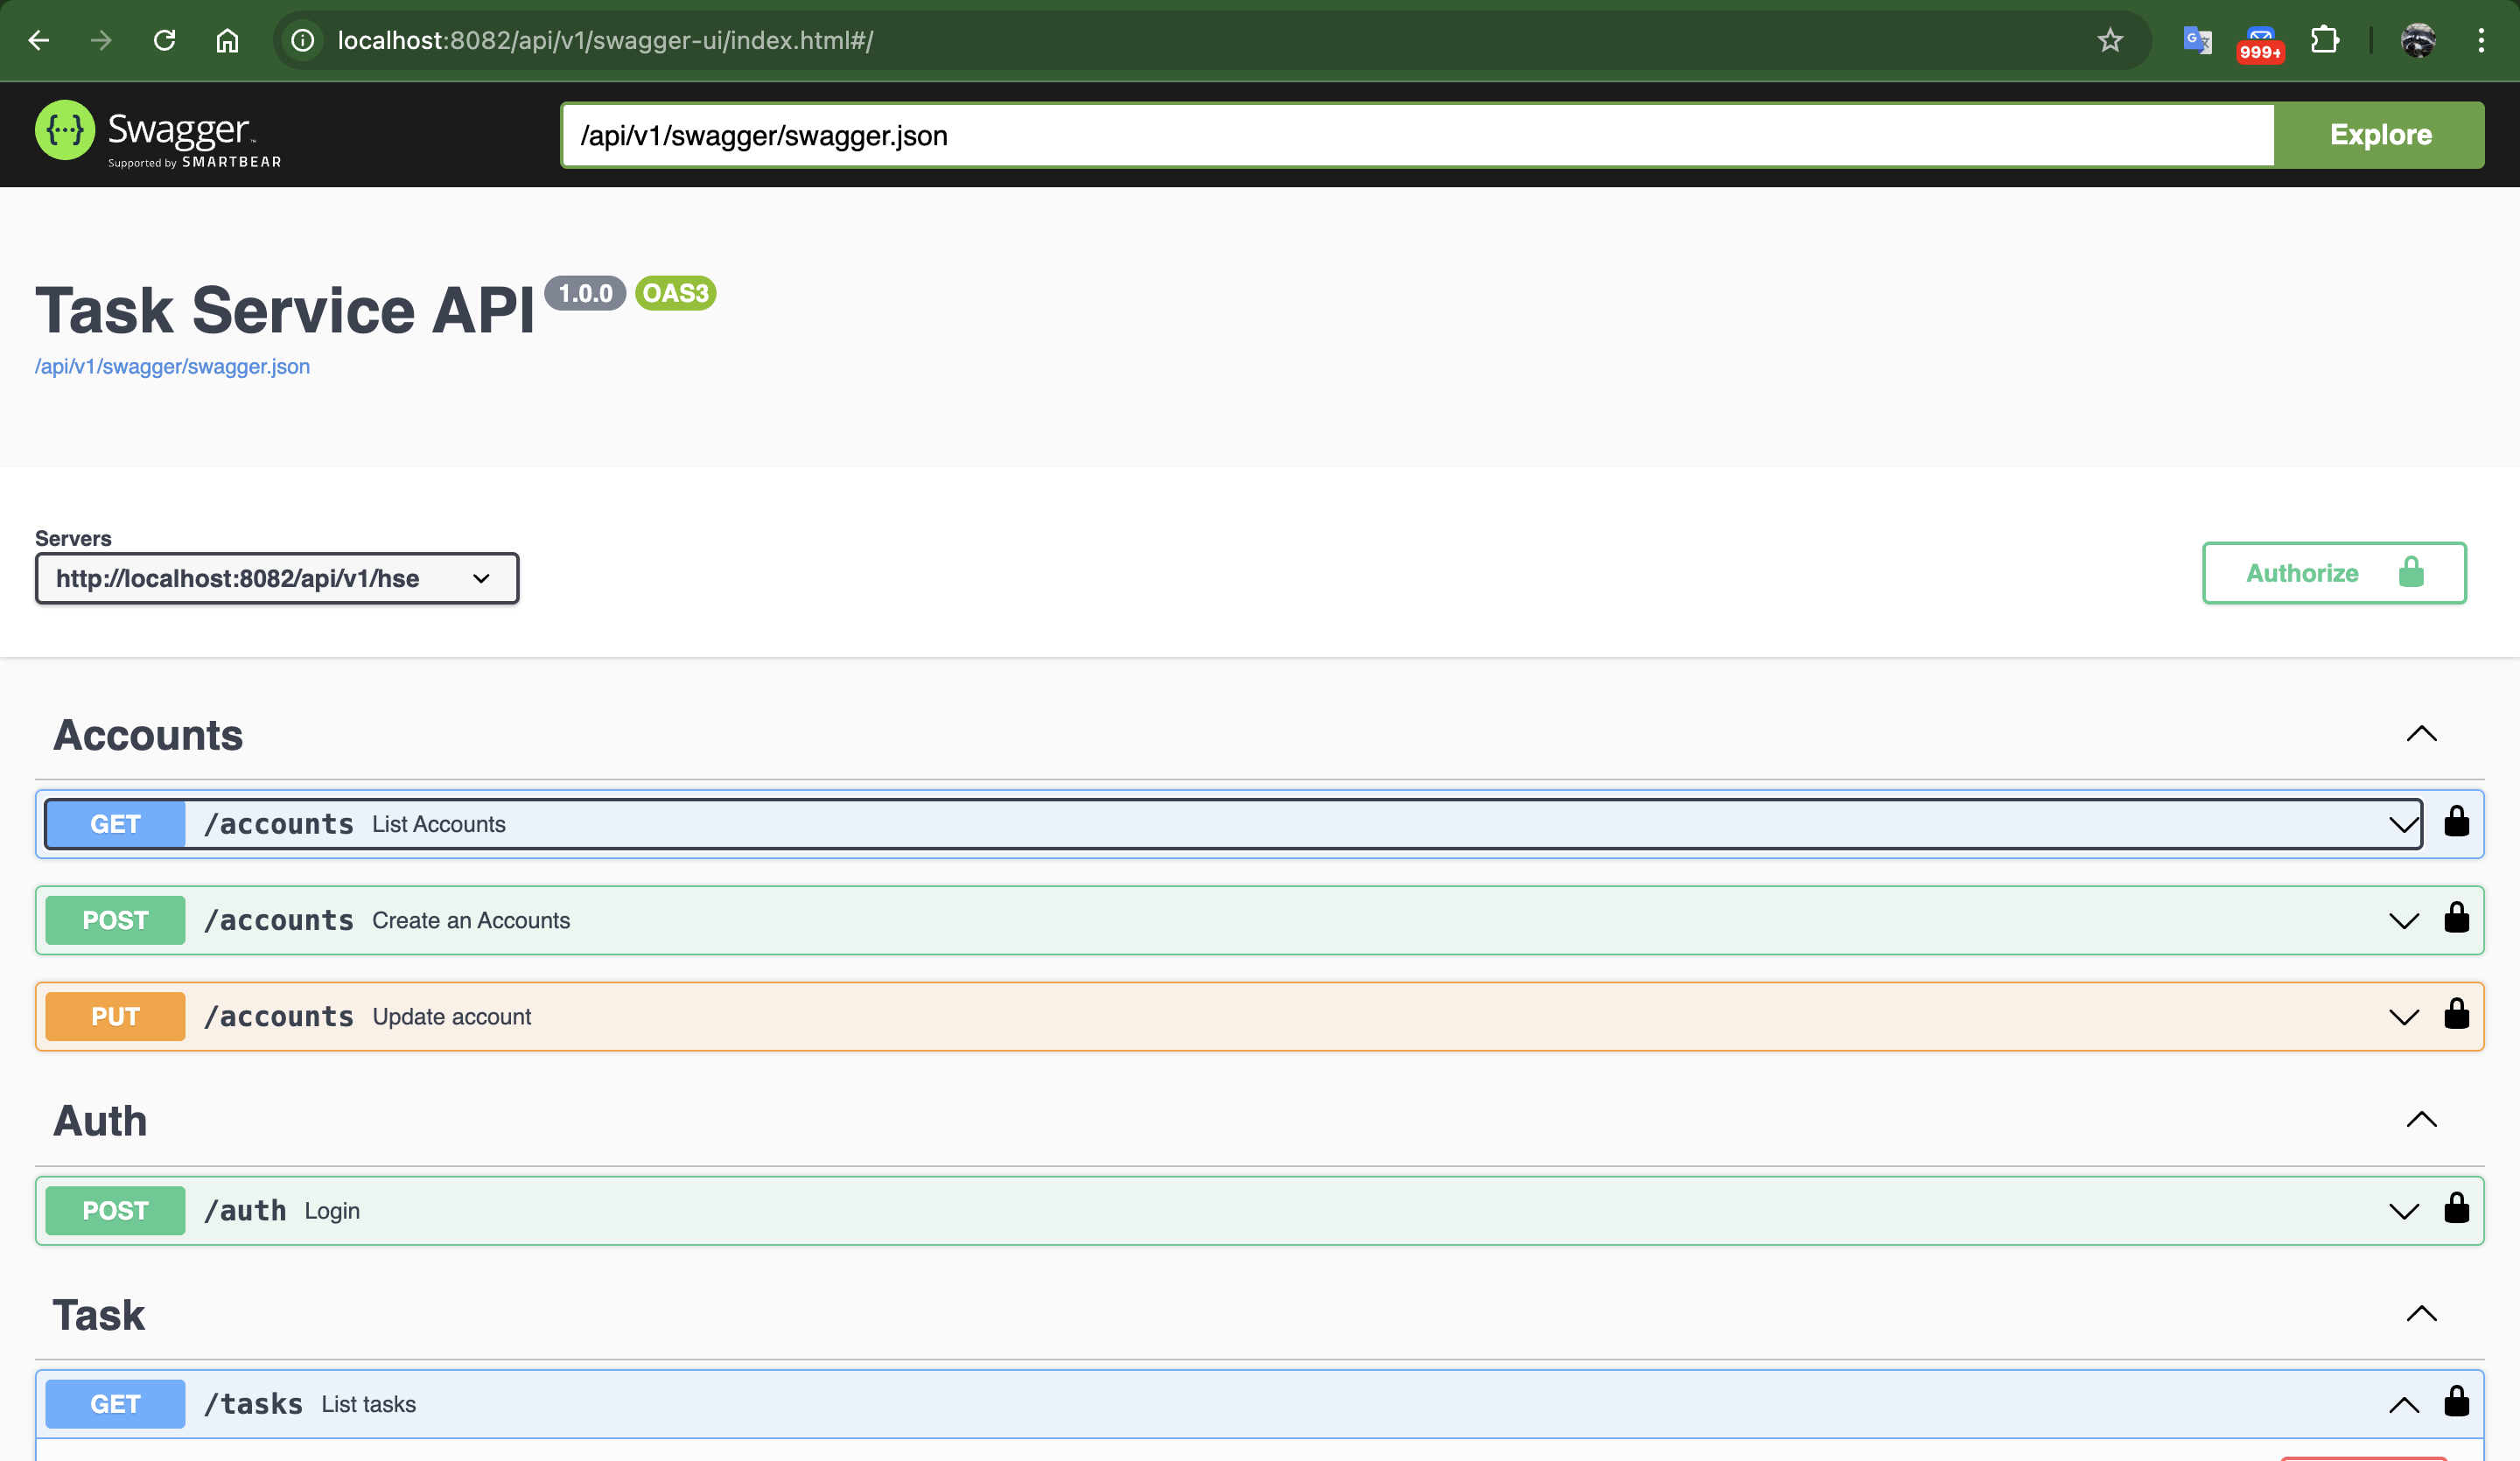 localhost:8082/api/v1/swagger-ui/index.html#/
999+
{...} Swagger™
Supported by SMARTBEAR
/api/v1/swagger/swagger.json
Explore
Task Service API 1.0.0 OAS3
/api/v1/swagger/swagger.json
Servers
http://localhost:8082/api/v1/hse
Authorize
Accounts
GET /accounts List Accounts
POST /accounts Create an Accounts
PUT /accounts Update account
Auth
POST /auth Login
Task
GET /tasks List tasks